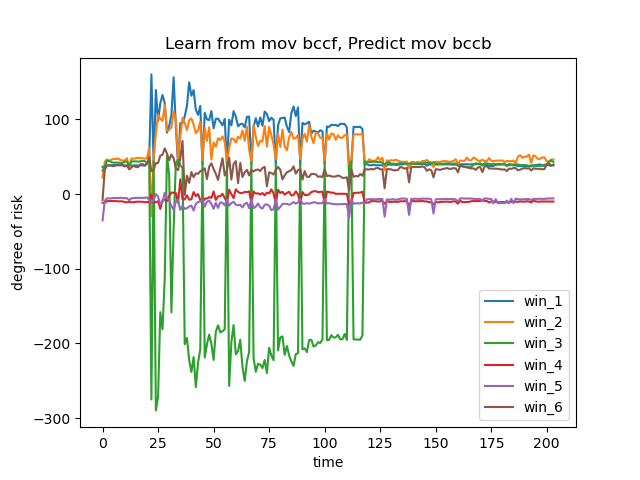 Learn from mov bccf, Predict mov bccb
degree of risk
100
0
−100
−200
−300
0
25
50
75
100
125
150
175
200
time
win_1
win_2
win_3
win_4
win_5
win_6